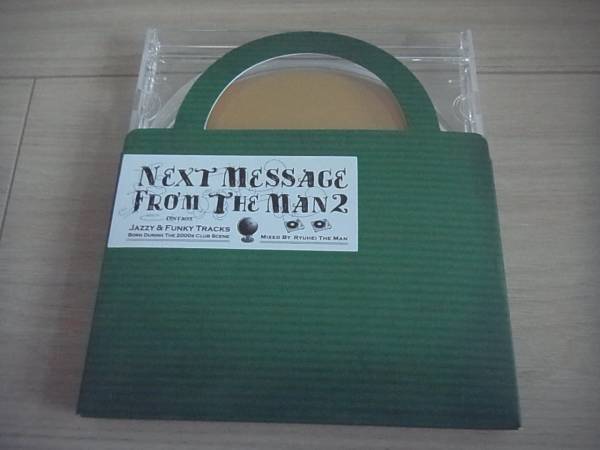 NEXT MESSAGE
FROM THE MAN 2
JAZZY & FUNKY TRACKS
BORN DURING THE 2000S CLUB SCENE
MIXED BY RYUHEI THE MAN